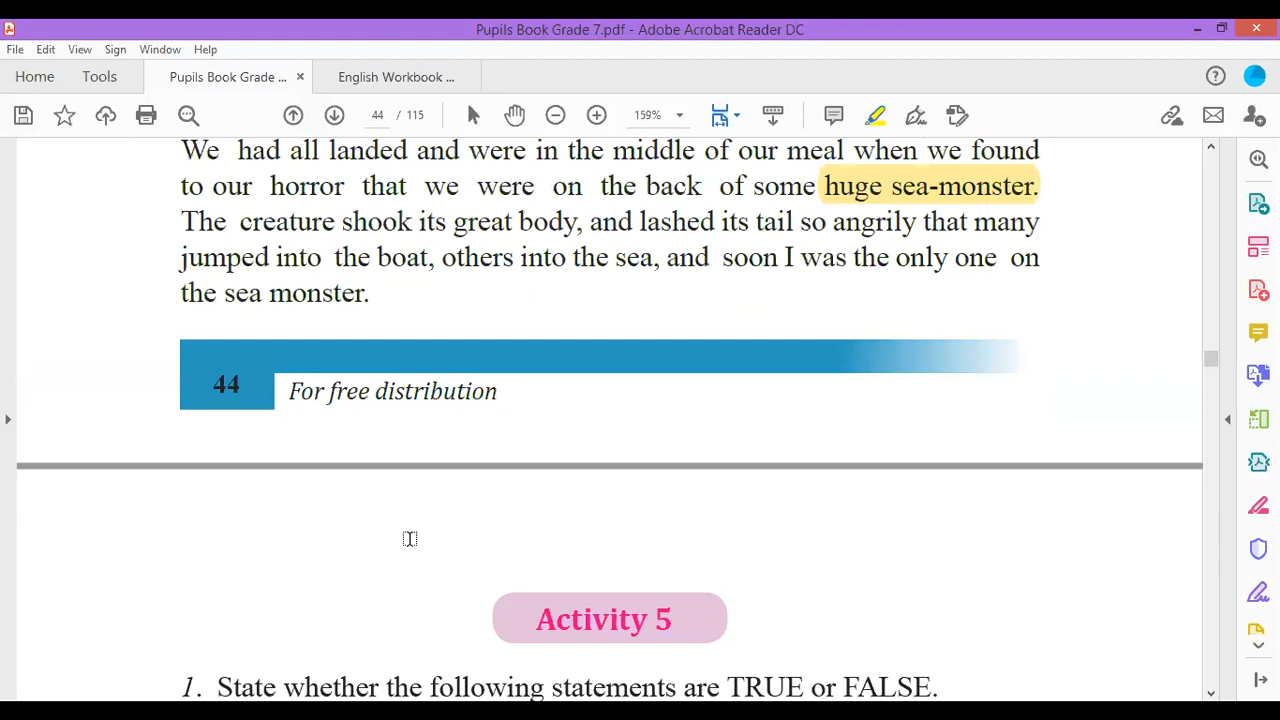 Pupils Book Grade 7.pdf - Adobe Acrobat Reader DC
File Edit View Sign Window Help
Home Tools Pupils Book Grade ... × English Workbook ...
44 / 115 159%
We had all landed and were in the middle of our meal when we found
to our horror that we were on the back of some huge sea-monster.
The creature shook its great body, and lashed its tail so angrily that many
jumped into the boat, others into the sea, and soon I was the only one on
the sea monster.
44
For free distribution
Activity 5
1. State whether the following statements are TRUE or FALSE.